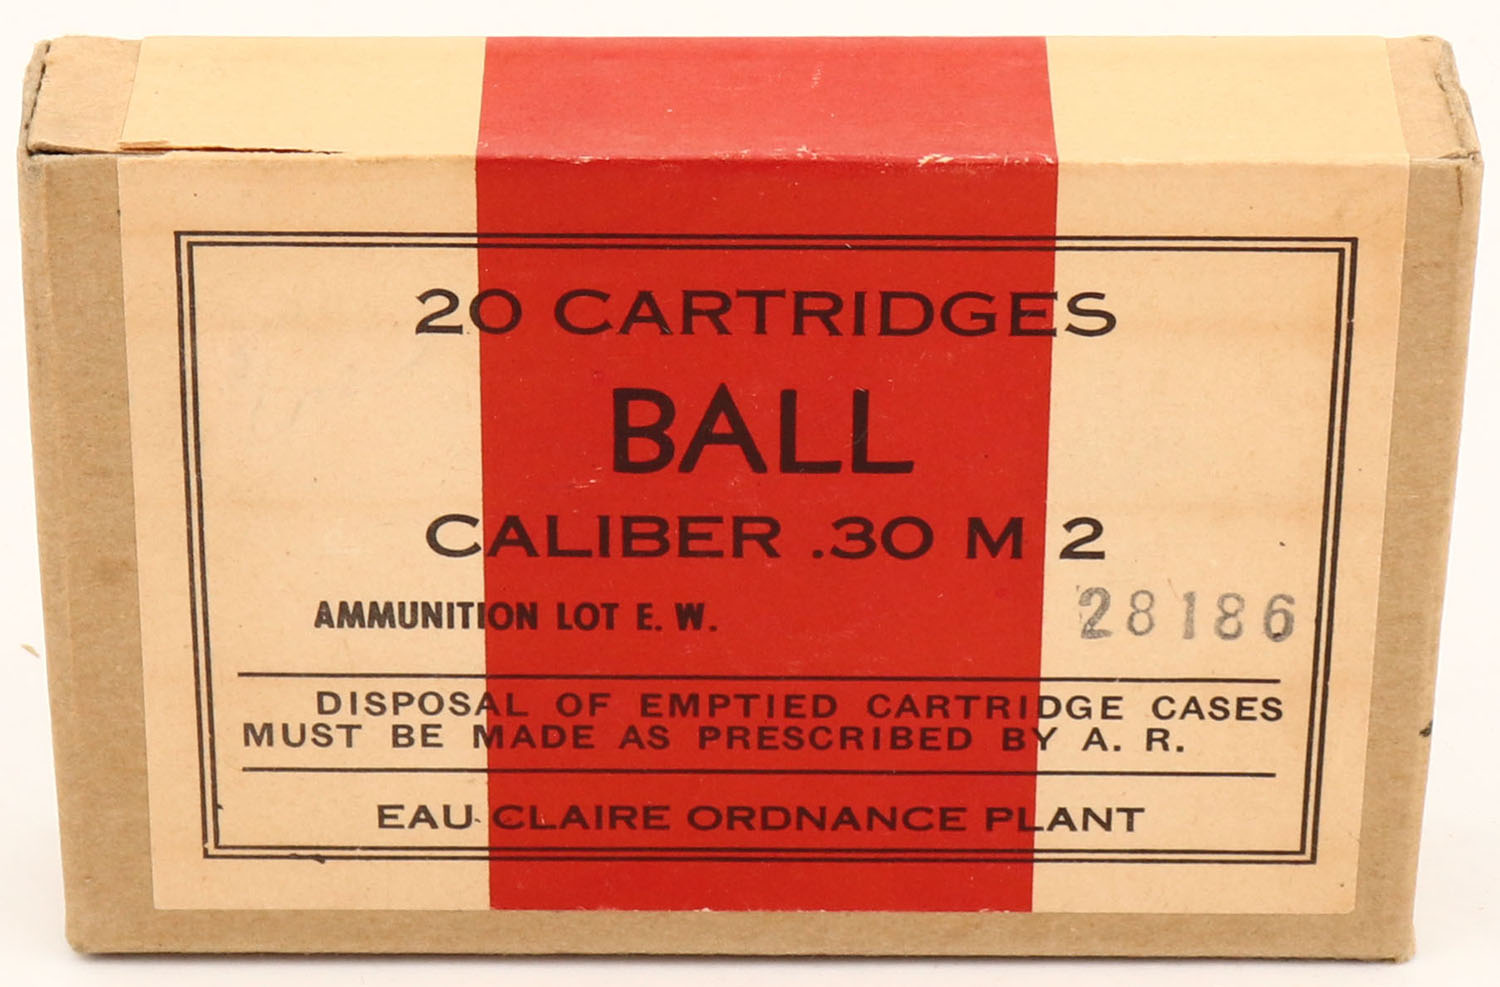 20 CARTRIDGES
BALL
CALIBER .30 M 2
AMMUNITION LOT E. W. 28186
DISPOSAL OF EMPTIED CARTRIDGE CASES
MUST BE MADE AS PRESCRIBED BY A. R.
EAU CLAIRE ORDNANCE PLANT